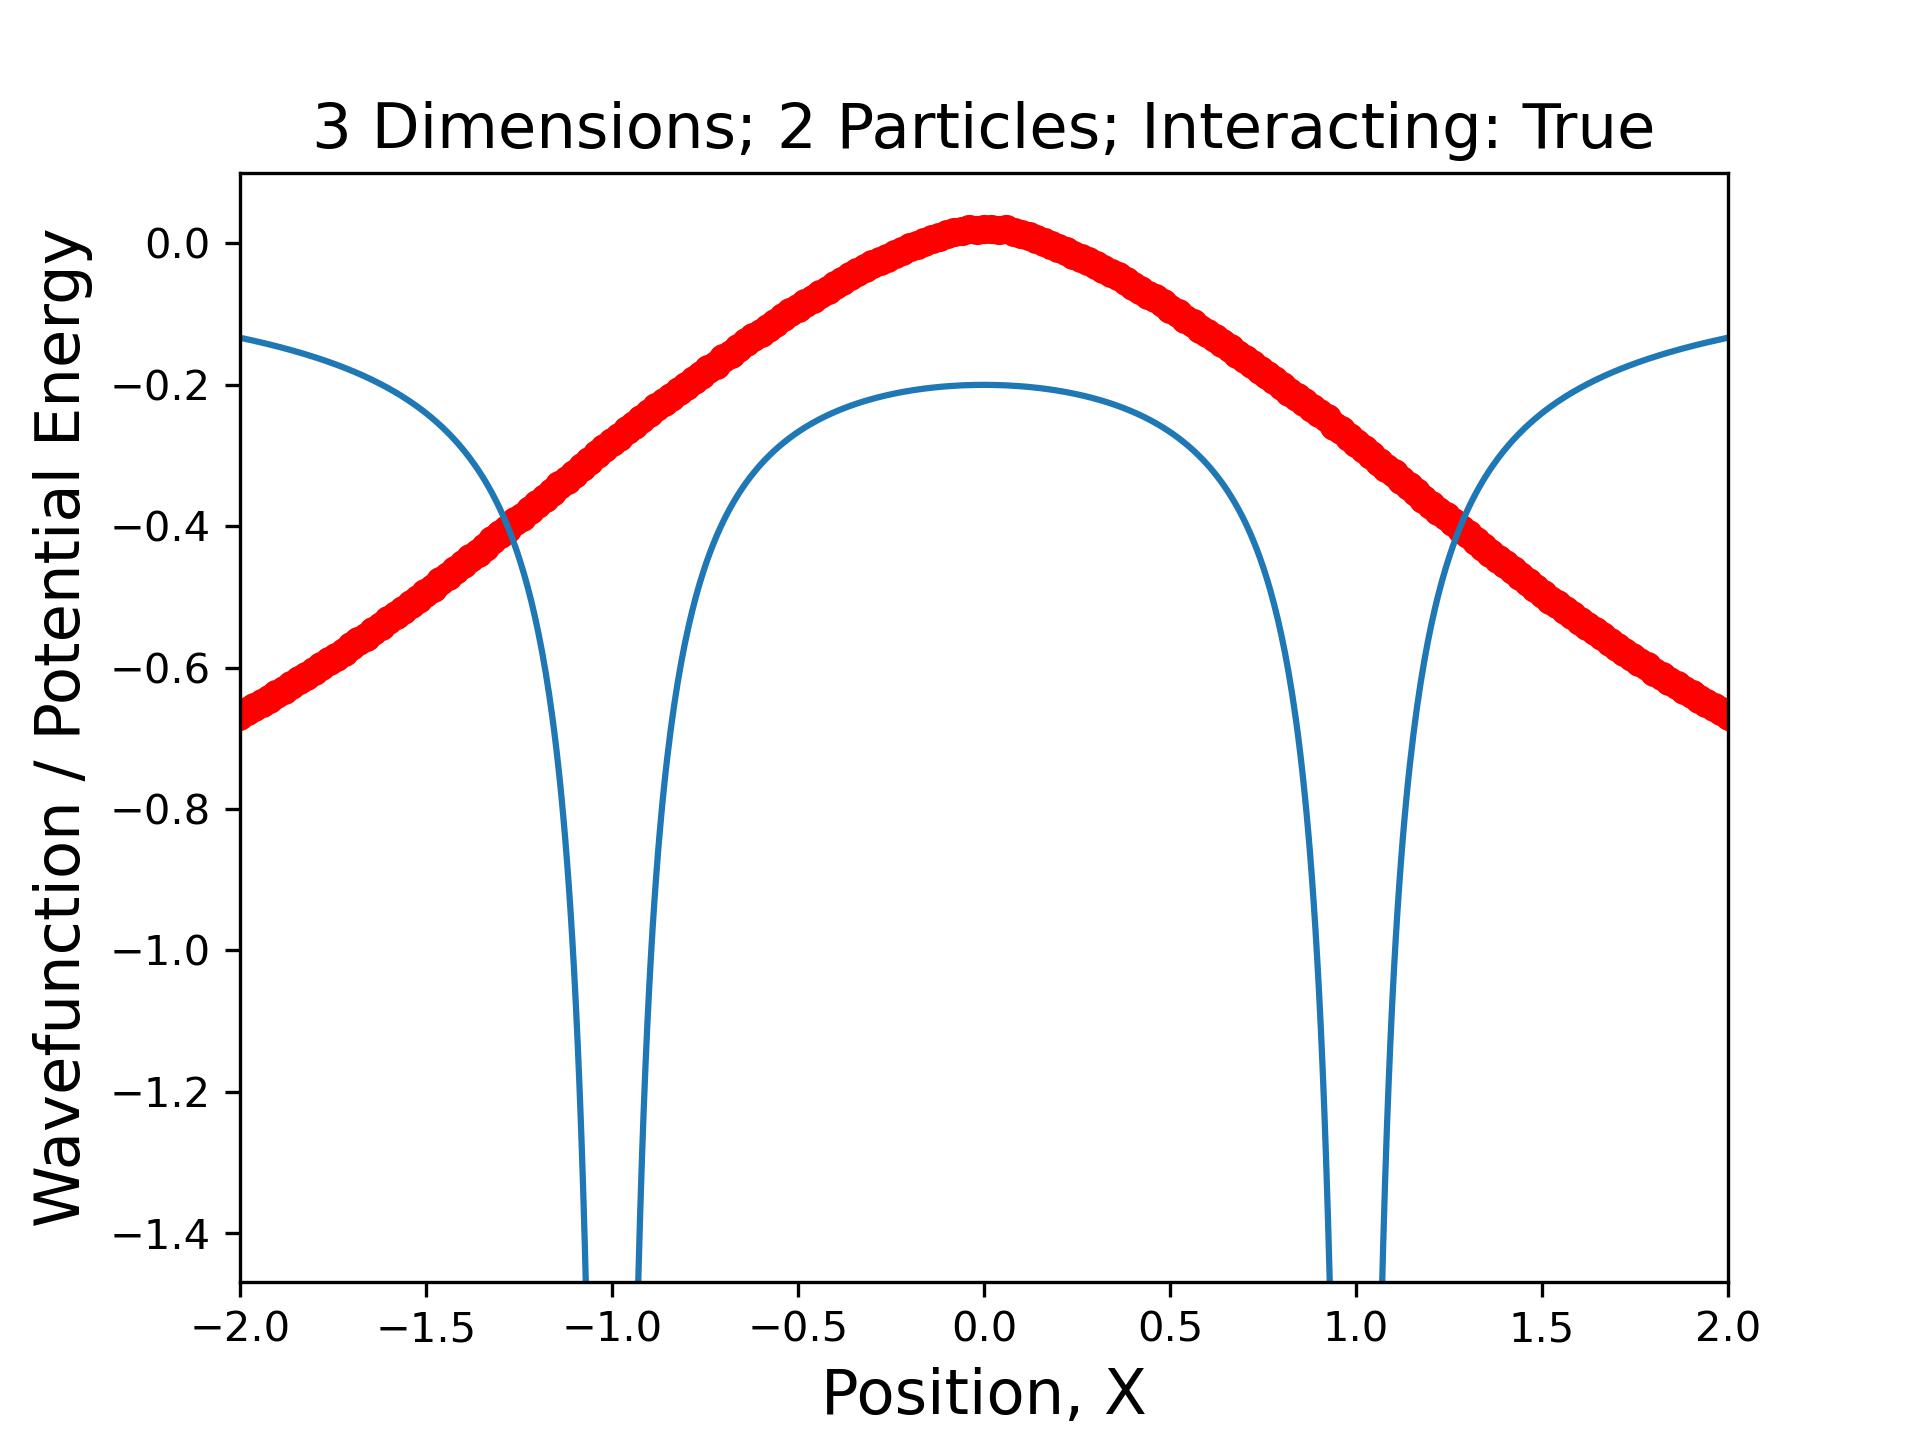 3 Dimensions; 2 Particles; Interacting: True
Wavefunction / Potential Energy
0.0
−0.2
−0.4
−0.6
−0.8
−1.0
−1.2
−1.4
−2.0 −1.5 −1.0 −0.5 0.0 0.5 1.0 1.5 2.0
Position, X